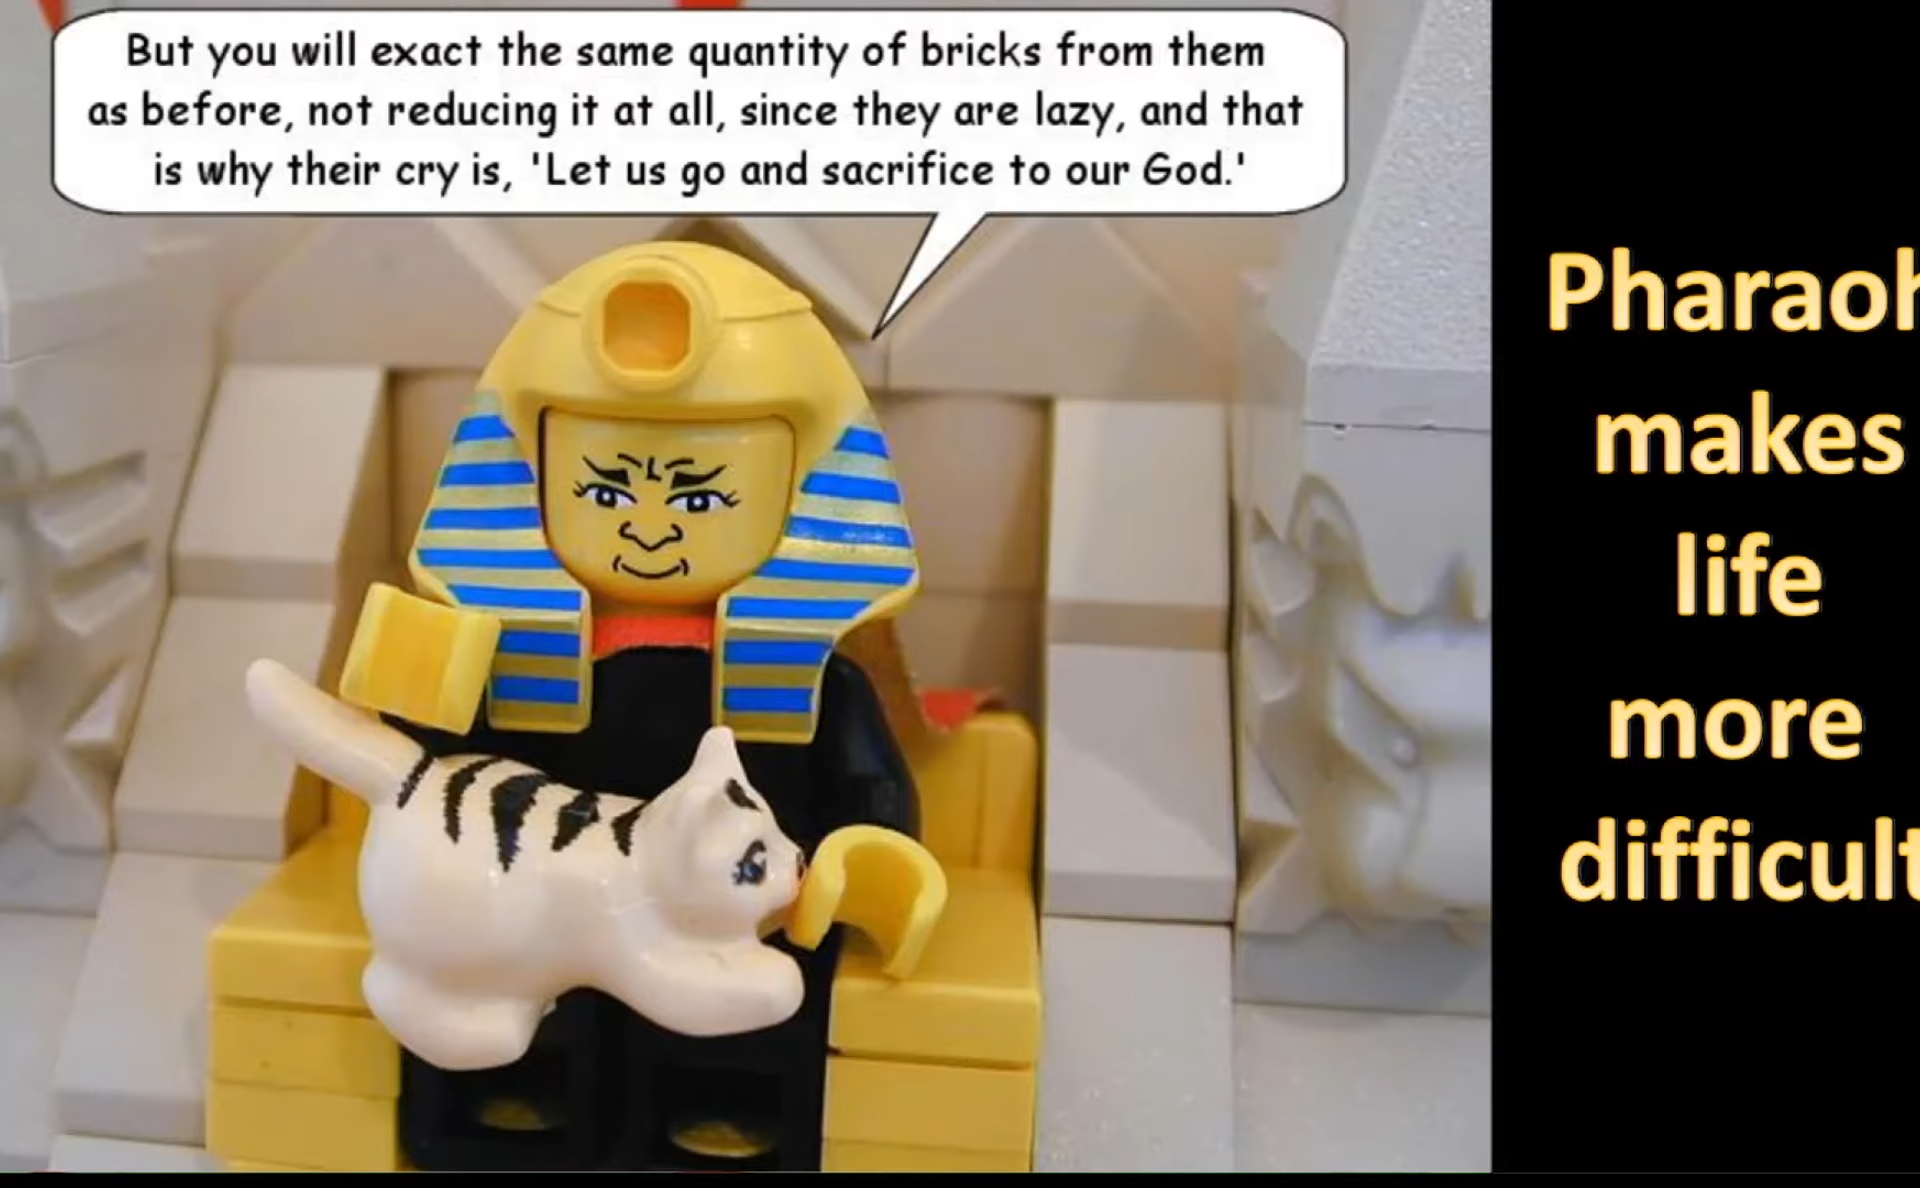 But you will exact the same quantity of bricks from them
as before, not reducing it at all, since they are lazy, and that
is why their cry is, 'Let us go and sacrifice to our God.'
Pharaoh
makes
life
more
difficult